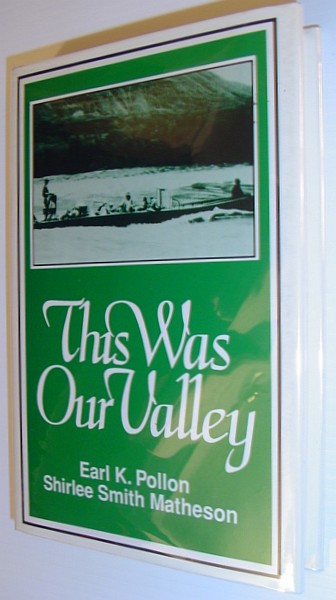 This Was
Our Valley
Earl K. Pollon
Shirlee Smith Matheson